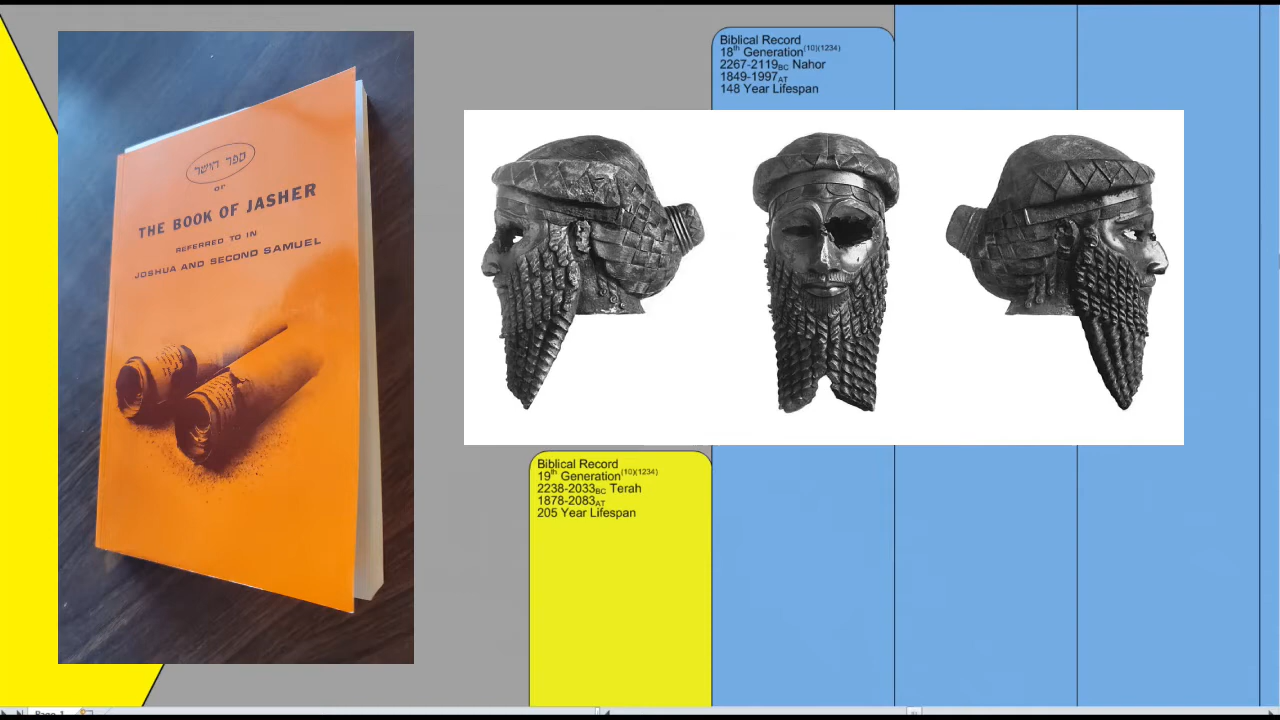 ספר הישר
OR
THE BOOK OF JASHER
REFERRED TO IN
JOSHUA AND SECOND SAMUEL
Biblical Record
18th Generation(10)(1234)
2267-2119BC Nahor
1849-1997AT
148 Year Lifespan
Biblical Record
19th Generation(10)(1234)
2238-2033BC Terah
1878-2083AT
205 Year Lifespan
Page 1